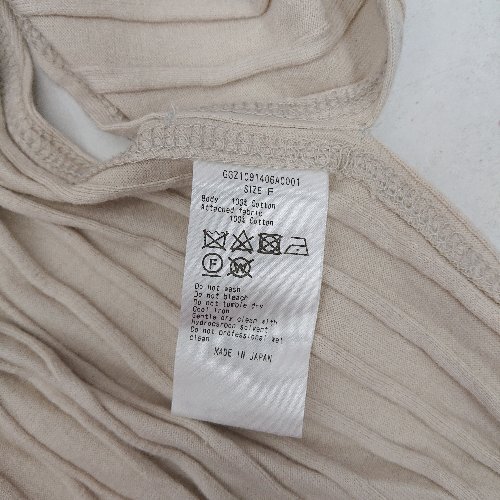 SIZE F
Body 100% Cotton
Attached fabric
100% Cotton
F
W
Do not wash
Do not bleach
Do not tumble dry
Cool iron
Gentle dry clean with
hydrocarbon solvent
Do not professional wet
clean
MADE IN JAPAN